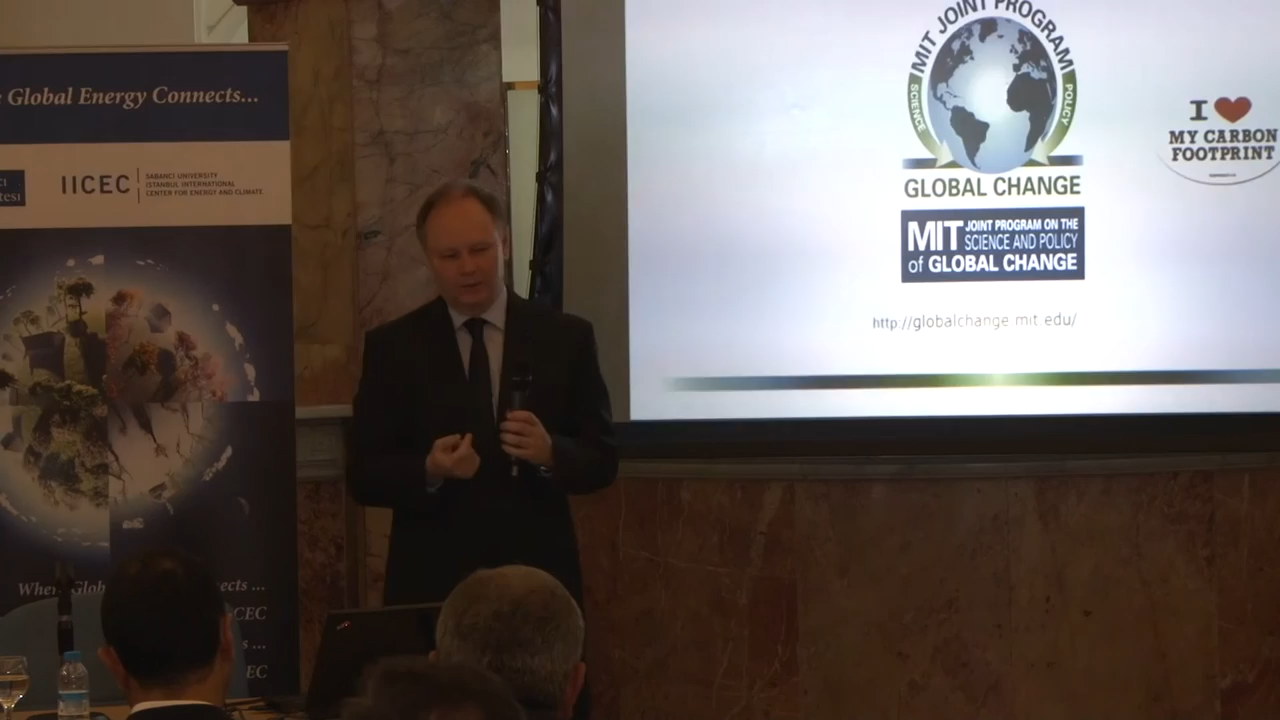 Global Energy Connects...
IICEC
SABANCI UNIVERSITY
ISTANBUL INTERNATIONAL
CENTER FOR ENERGY AND CLIMATE
MIT JOINT PROGRAM
SCIENCE
POLICY
GLOBAL CHANGE
MIT JOINT PROGRAM ON THE
SCIENCE AND POLICY
of GLOBAL CHANGE
http://globalchange.mit.edu/
I ❤
MY CARBON
FOOTPRINT